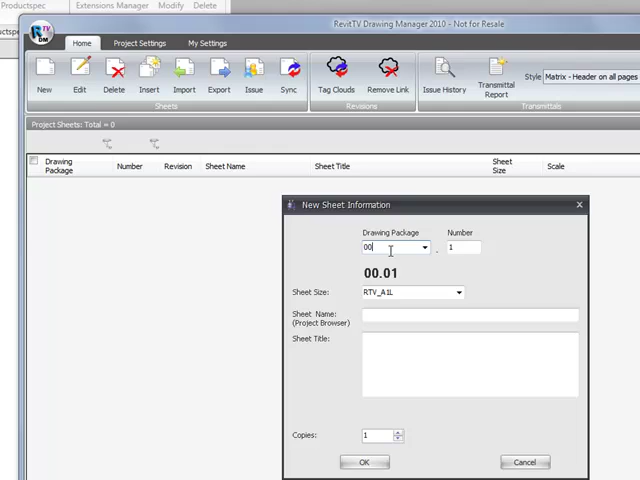 Productspec Extensions Manager Modify Delete
RevitTV Drawing Manager 2010 - Not for Resale
TV
DM
Home Project Settings My Settings
New Edit Delete Insert Import Export Issue Sync Tag Clouds Remove Link Issue History Transmittal Report Style Matrix - Header on all pages
Sheets Revisions Transmittals
Project Sheets: Total = 0
Drawing Package Number Revision Sheet Name Sheet Title Sheet Size Scale
New Sheet Information
Drawing Package Number
00 . 1
00.01
Sheet Size: RTV_A1L
Sheet Name:
(Project Browser)
Sheet Title:
Copies: 1
OK Cancel